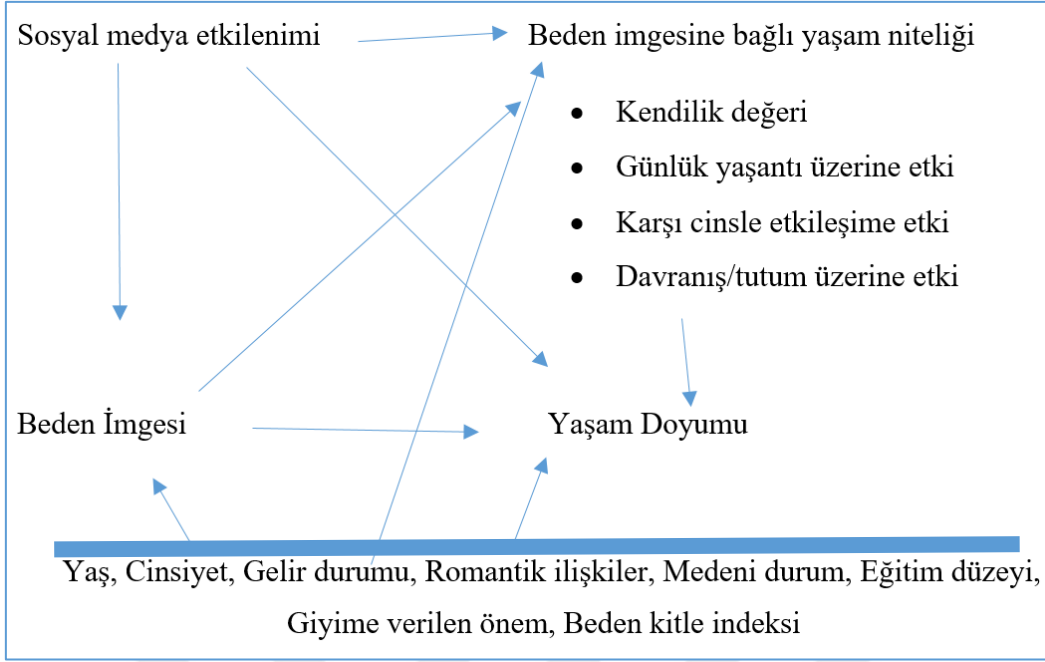 Sosyal medya etkilenimi
Beden imgesine bağlı yaşam niteliği
• Kendilik değeri
• Günlük yaşantı üzerine etki
• Karşı cinsle etkileşime etki
• Davranış/tutum üzerine etki
Beden İmgesi
Yaşam Doyumu
Yaş, Cinsiyet, Gelir durumu, Romantik ilişkiler, Medeni durum, Eğitim düzeyi,
Giyime verilen önem, Beden kitle indeksi